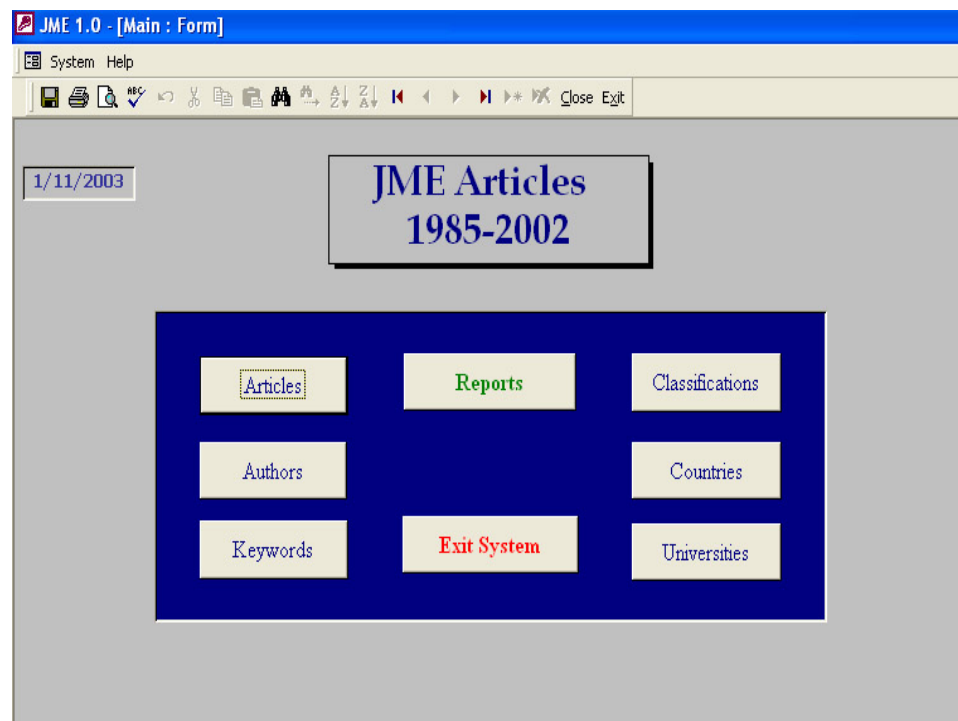 JME 1.0 - [Main : Form]
System Help
ABC Close Exit
1/11/2003
JME Articles
1985-2002
Articles
Reports
Classifications
Authors
Countries
Keywords
Exit System
Universities